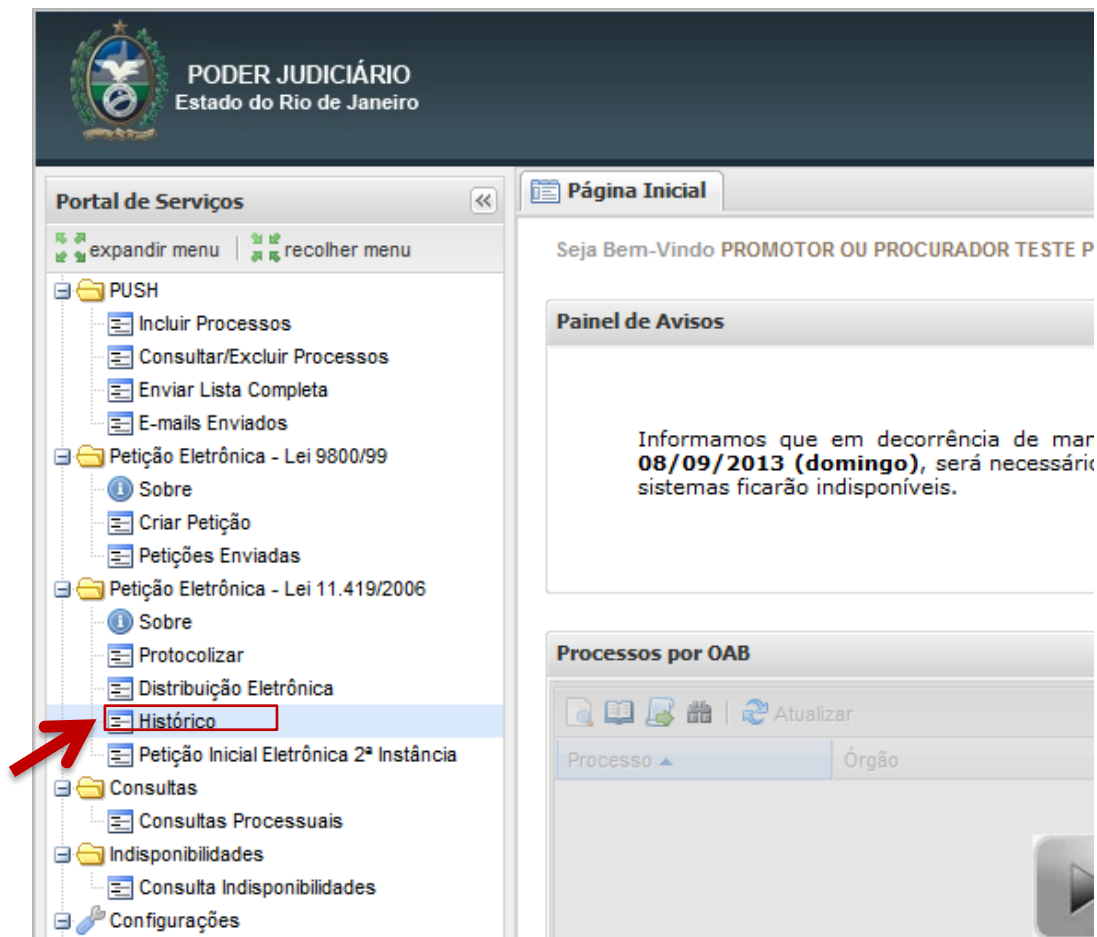 PODER JUDICIÁRIO
Estado do Rio de Janeiro
Portal de Serviços
expandir menu
recolher menu
PUSH
Incluir Processos
Consultar/Excluir Processos
Enviar Lista Completa
E-mails Enviados
Petição Eletrônica - Lei 9800/99
Sobre
Criar Petição
Petições Enviadas
Petição Eletrônica - Lei 11.419/2006
Sobre
Protocolizar
Distribuição Eletrônica
Histórico
Petição Inicial Eletrônica 2ª Instância
Consultas
Consultas Processuais
Indisponibilidades
Consulta Indisponibilidades
Configurações
Página Inicial
Seja Bem-Vindo PROMOTOR OU PROCURADOR TESTE P
Painel de Avisos
Informamos que em decorrência de
08/09/2013 (domingo), será necessário
sistemas ficarão indisponíveis.
Processos por OAB
Atualizar
Processo Órgão